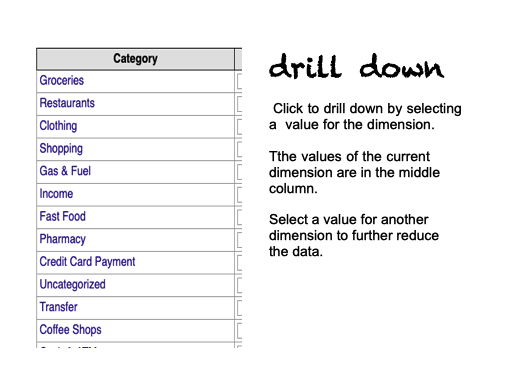 Category
Groceries
Restaurants
Clothing
Shopping
Gas & Fuel
Income
Fast Food
Pharmacy
Credit Card Payment
Uncategorized
Transfer
Coffee Shops
drill down
Click to drill down by selecting
a value for the dimension.
Tthe values of the current
dimension are in the middle
column.
Select a value for another
dimension to further reduce
the data.